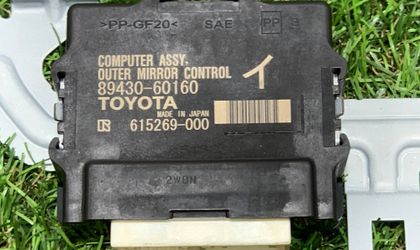 >PP-GF20< SAE PP
COMPUTER ASSY,
OUTER MIRROR CONTROL イ
89430-60160
TOYOTA
MADE IN JAPAN
615269-000
2WBN